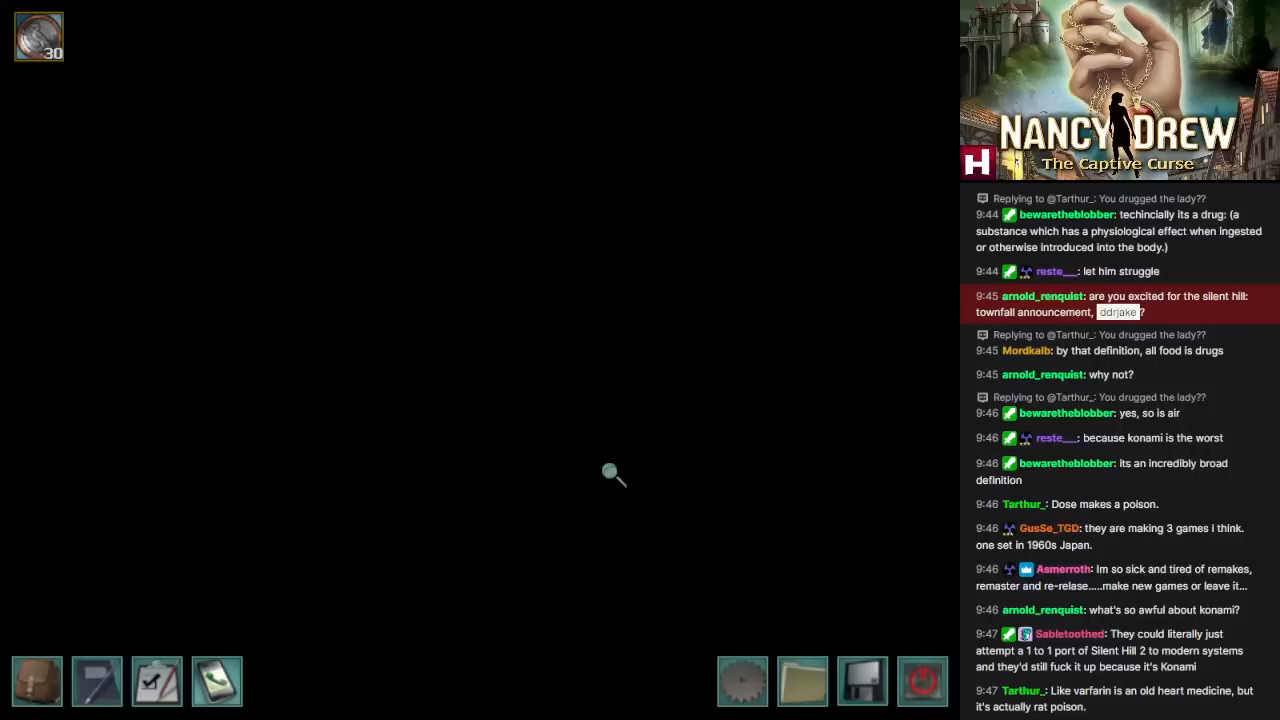 30
NANCY DREW
The Captive Curse
H
Replying to @Tarthur_: You drugged the lady??
9:44 bewaretheblobber: techincially its a drug: (a
substance which has a physiological effect when ingested
or otherwise introduced into the body.)
9:44 reste___: let him struggle
9:45 arnold_renquist: are you excited for the silent hill:
townfall announcement, ddrjake ?
Replying to @Tarthur_: You drugged the lady??
9:45 Mordkalb: by that definition, all food is drugs
9:45 arnold_renquist: why not?
Replying to @Tarthur_: You drugged the lady??
9:46 bewaretheblobber: yes, so is air
9:46 reste___: because konami is the worst
9:46 bewaretheblobber: its an incredibly broad
definition
9:46 Tarthur_: Dose makes a poison.
9:46 GusSe_TGD: they are making 3 games i think.
one set in 1960s Japan.
9:46 Asmerroth: Im so sick and tired of remakes,
remaster and re-relase.....make new games or leave it...
9:46 arnold_renquist: what's so awful about konami?
9:47 Sabletoothed: They could literally just
attempt a 1 to 1 port of Silent Hill 2 to modern systems
and they'd still fuck it up because it's Konami
9:47 Tarthur_: Like varfarin is an old heart medicine, but
it's actually rat poison.